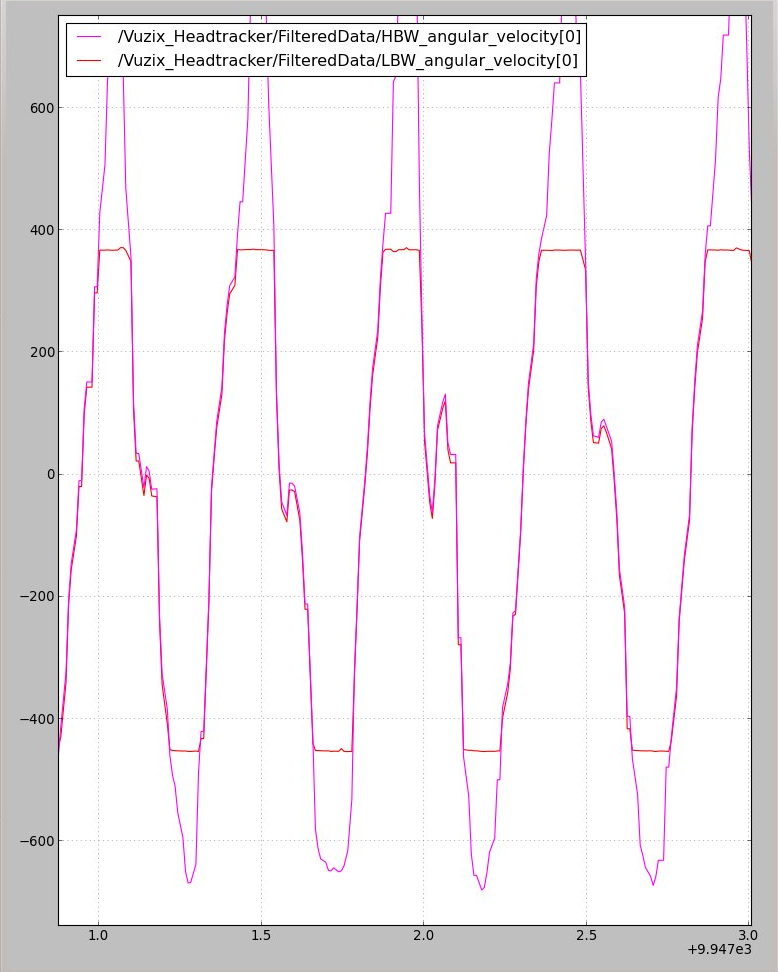 /Vuzix_Headtracker/FilteredData/HBW_angular_velocity[0]
/Vuzix_Headtracker/FilteredData/LBW_angular_velocity[0]
600
400
200
0
−200
−400
−600
1.0 1.5 2.0 2.5 3.0
+9.947e3